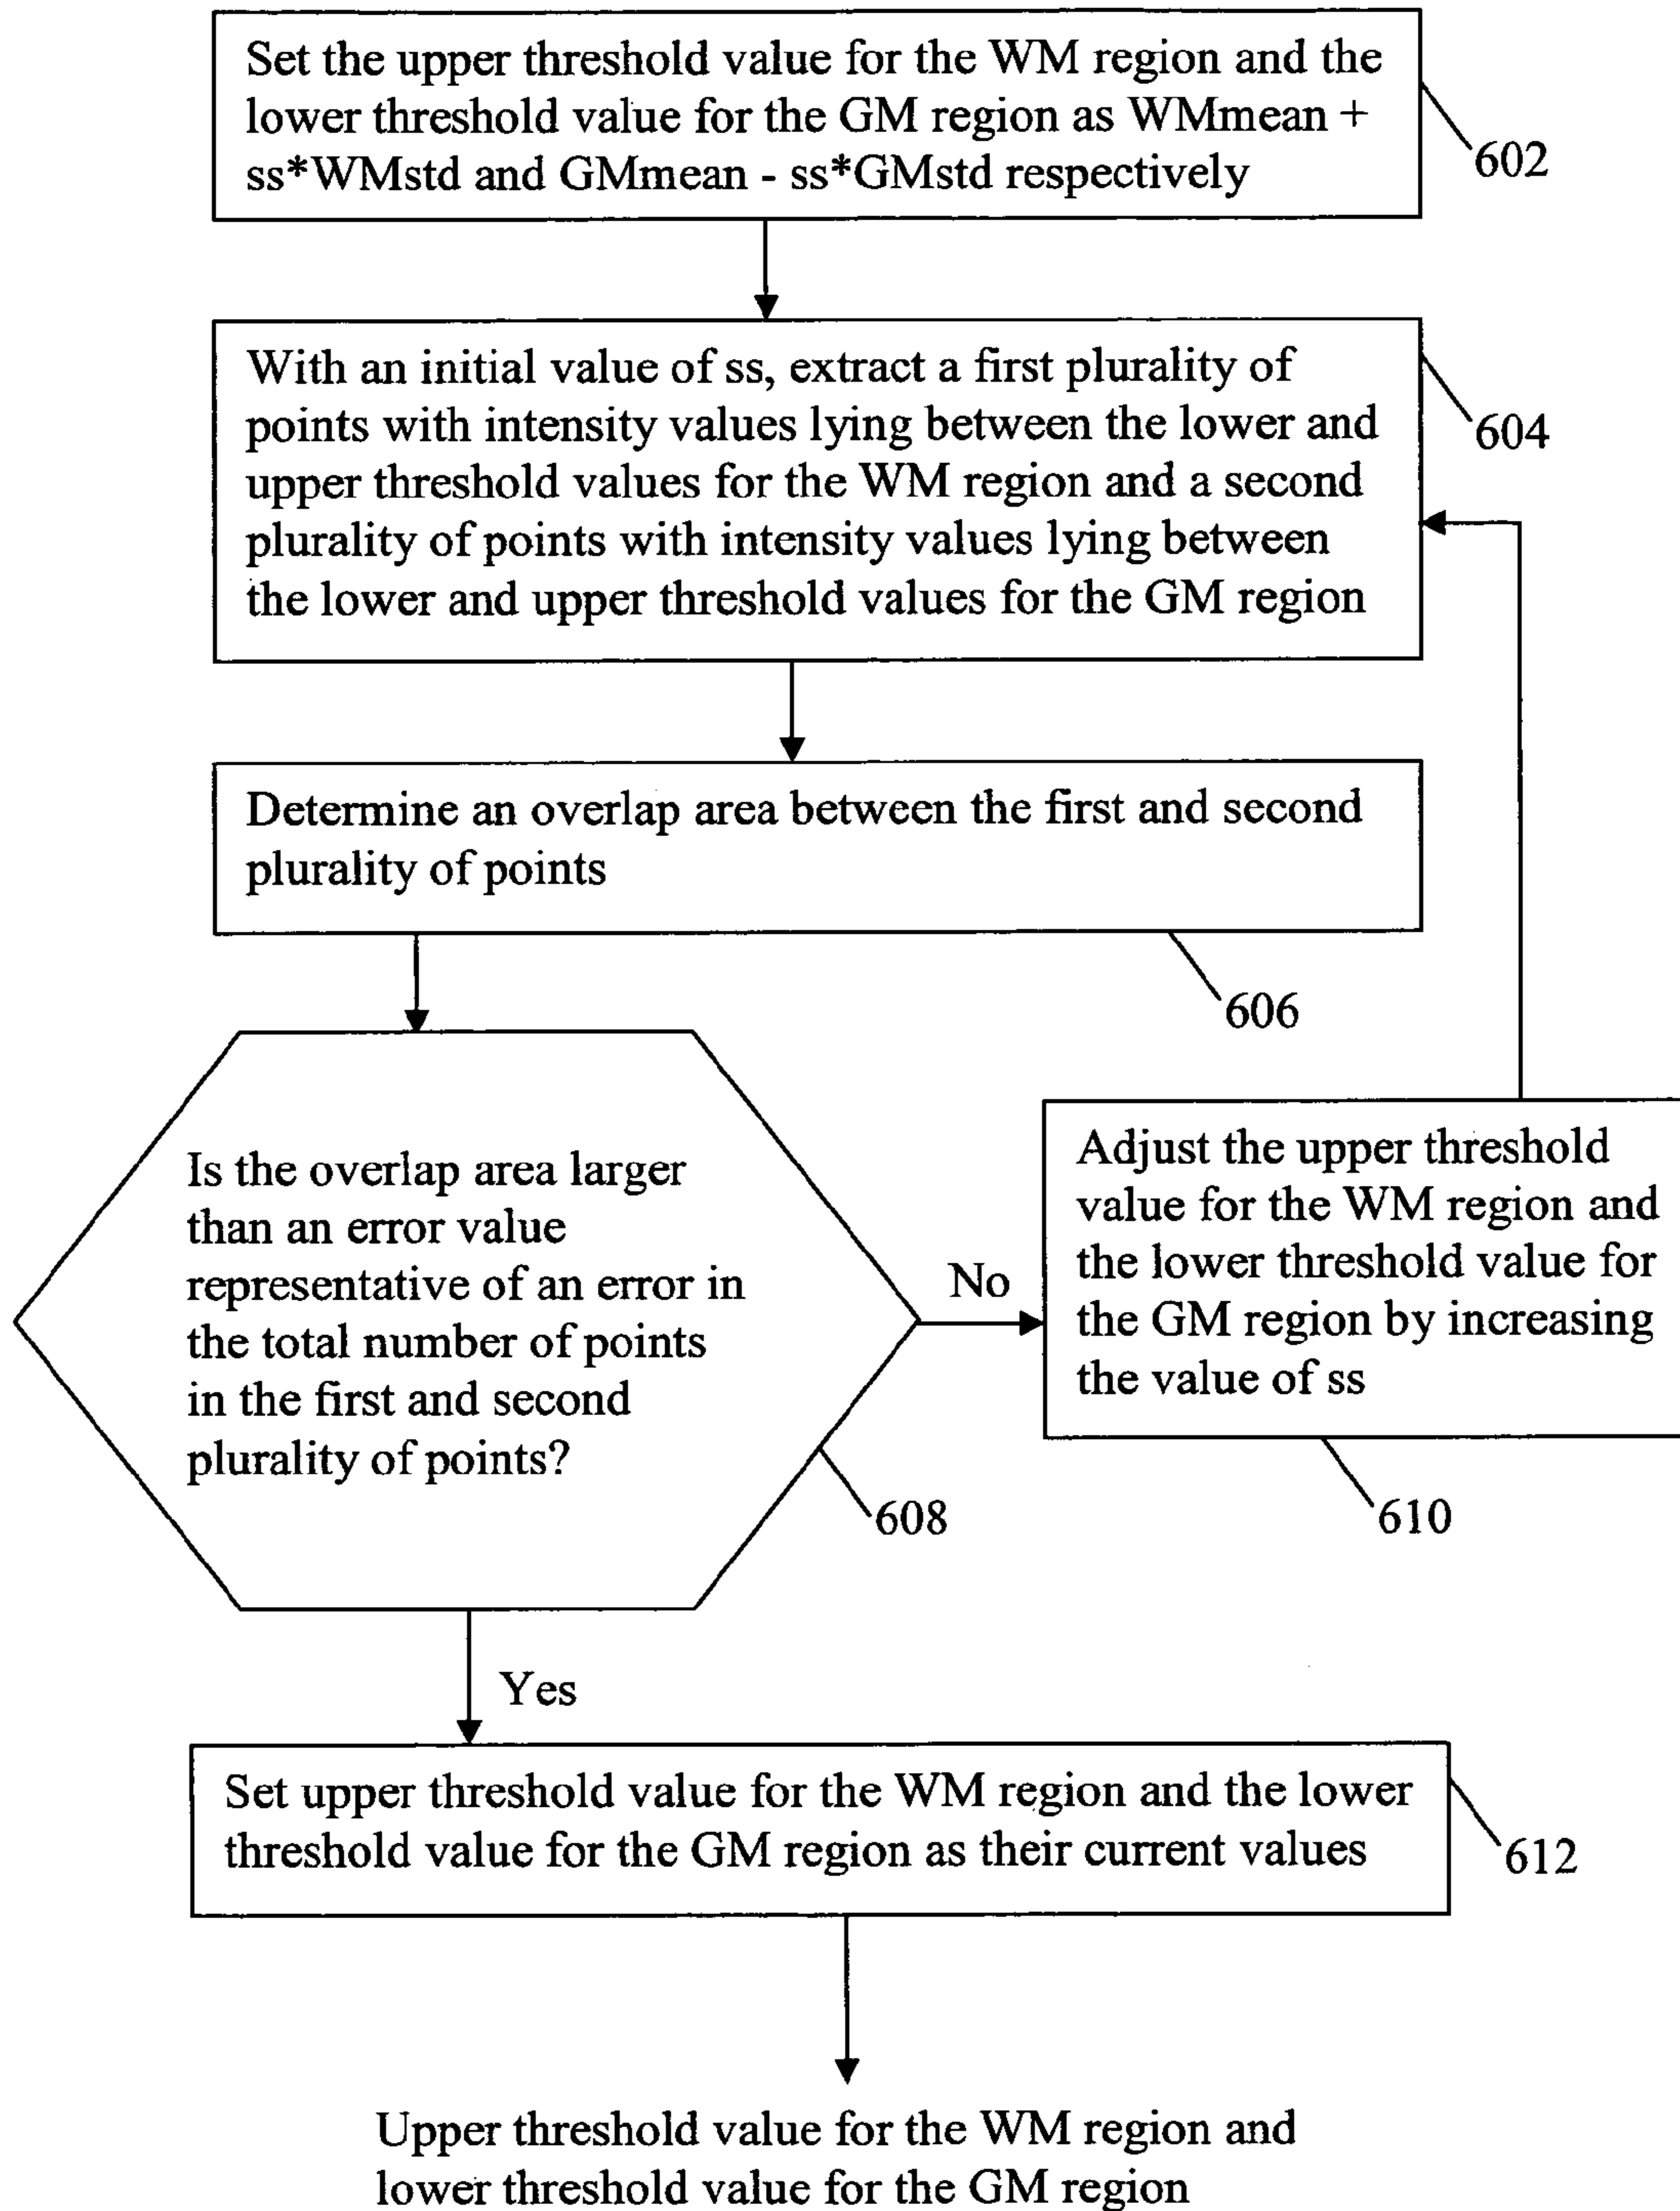 Set the upper threshold value for the WM region and the
lower threshold value for the GM region as WMmean +
ss*WMstd and GMmean - ss*GMstd respectively
602
With an initial value of ss, extract a first plurality of
points with intensity values lying between the lower and
upper threshold values for the WM region and a second
plurality of points with intensity values lying between
the lower and upper threshold values for the GM region
604
Determine an overlap area between the first and second
plurality of points
606
Is the overlap area larger
than an error value
representative of an error in
the total number of points
in the first and second
plurality of points?
608
No
Adjust the upper threshold
value for the WM region and
the lower threshold value for
the GM region by increasing
the value of ss
610
Yes
Set upper threshold value for the WM region and the lower
threshold value for the GM region as their current values
612
Upper threshold value for the WM region and
lower threshold value for the GM region